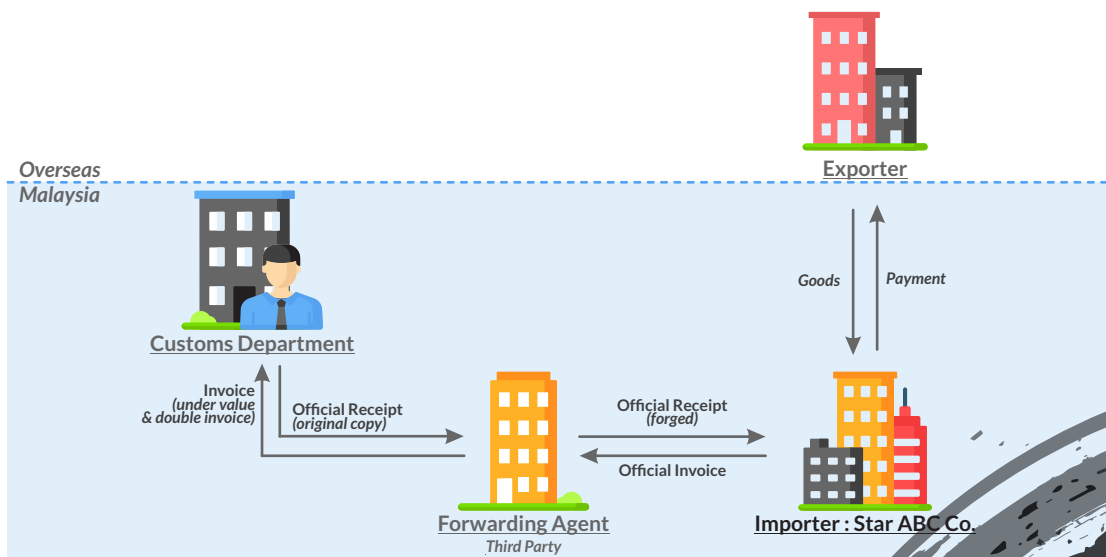 Overseas
Malaysia
Exporter
Goods
Payment
Customs Department
Invoice
(under value
& double invoice)
Official Receipt
(original copy)
Official Receipt
(forged)
Official Invoice
Forwarding Agent
Third Party
Importer : Star ABC Co.